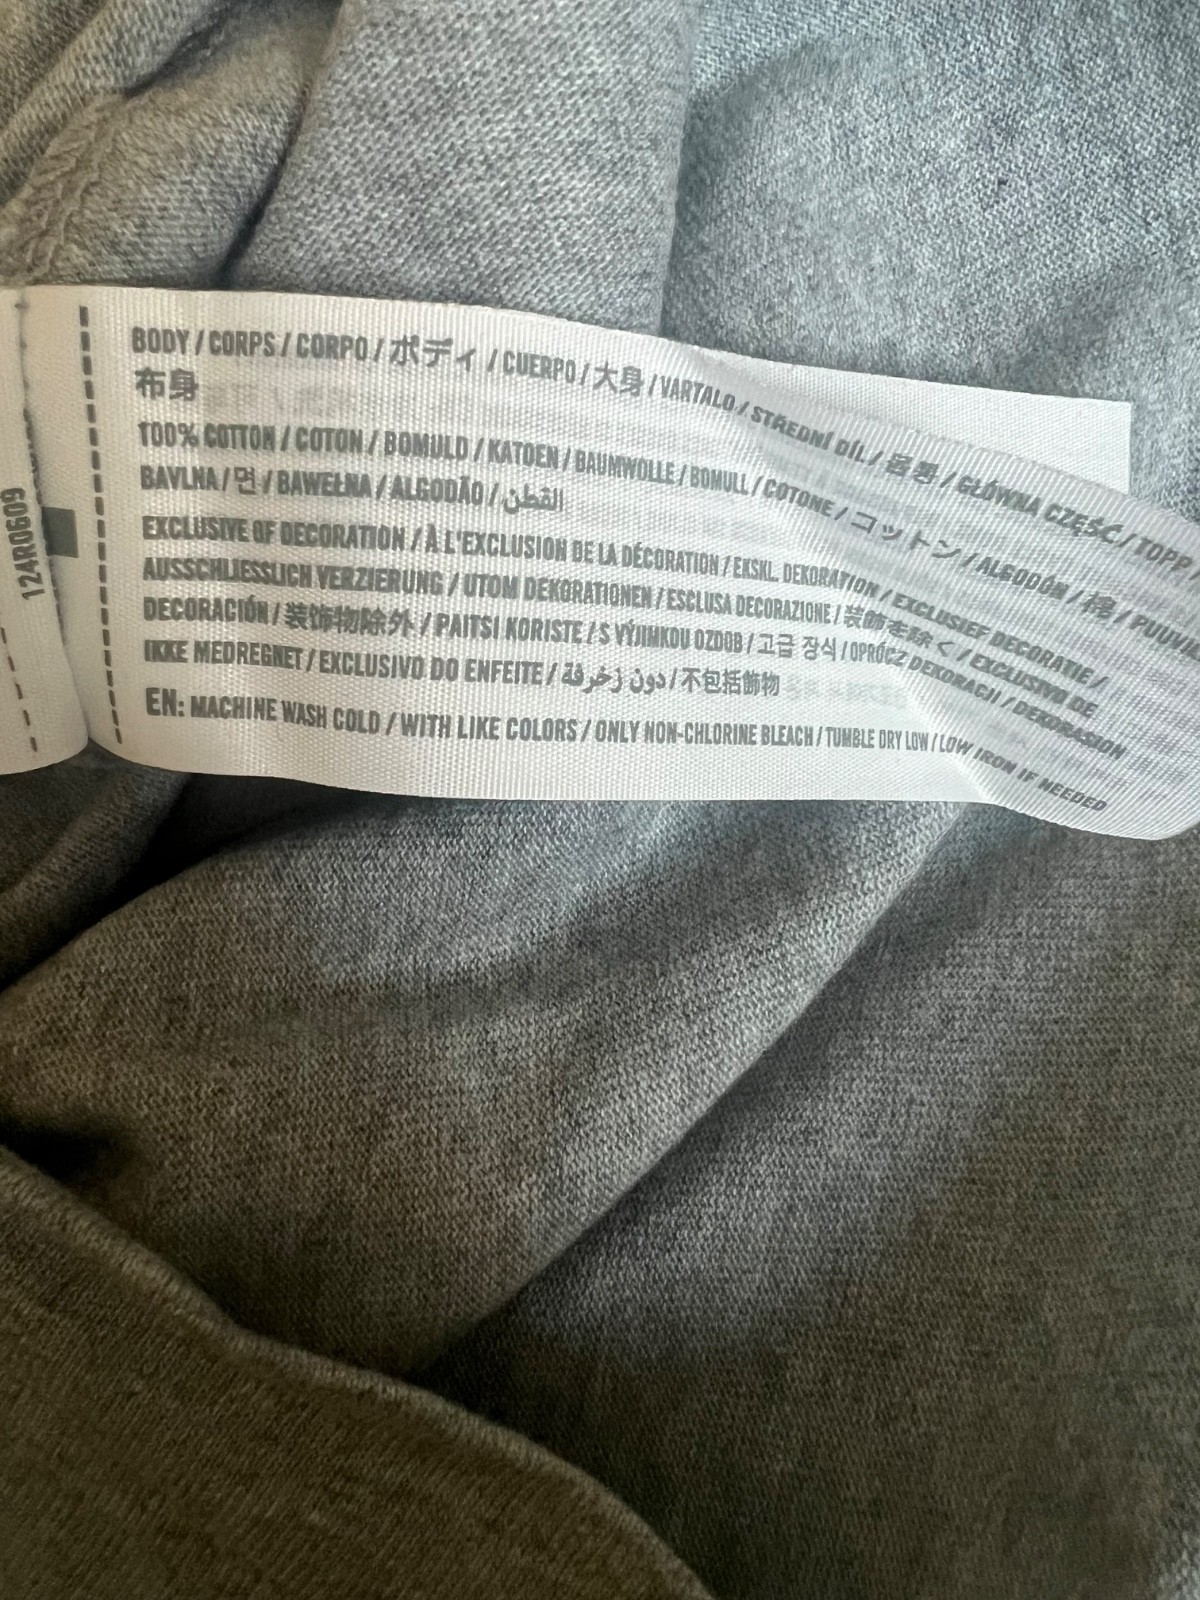 BODY / CORPS / CORPO / ボディ / CUERPO / 大身 / VARTALO / STŘEDNÍ DÍL / 몸통 / GŁÓWNA CZĘŚĆ / TOPP /
布身
100% COTTON / COTON / BOMULD / KATOEN / BAUMWOLLE / BOMULL / COTONE / コットン / ALGODÓN / 棉 /
BAVLNA / 면 / BAWEŁNA / ALGODÃO / القطن
EXCLUSIVE OF DECORATION / À L'EXCLUSION DE LA DÉCORATION / EKSKL. DEKORATION / EXCLUSIEF DECORATIE /
AUSSCHLIESSLICH VERZIERUNG / UTOM DEKORATIONEN / ESCLUSA DECORAZIONE / 装飾を除く / EXCLUSIVO DE
DECORACIÓN / 装饰物除外 / PAITSI KORISTE / S VÝJIMKOU OZDOB / 고급 장식 / OPRÓCZ DEKORACJI / DEKORASJON
IKKE MEDREGNET / EXCLUSIVO DO ENFEITE / دون زخرفة / 不包括飾物
EN: MACHINE WASH COLD / WITH LIKE COLORS / ONLY NON-CHLORINE BLEACH / TUMBLE DRY LOW / LOW IRON IF NEEDED
124R0609